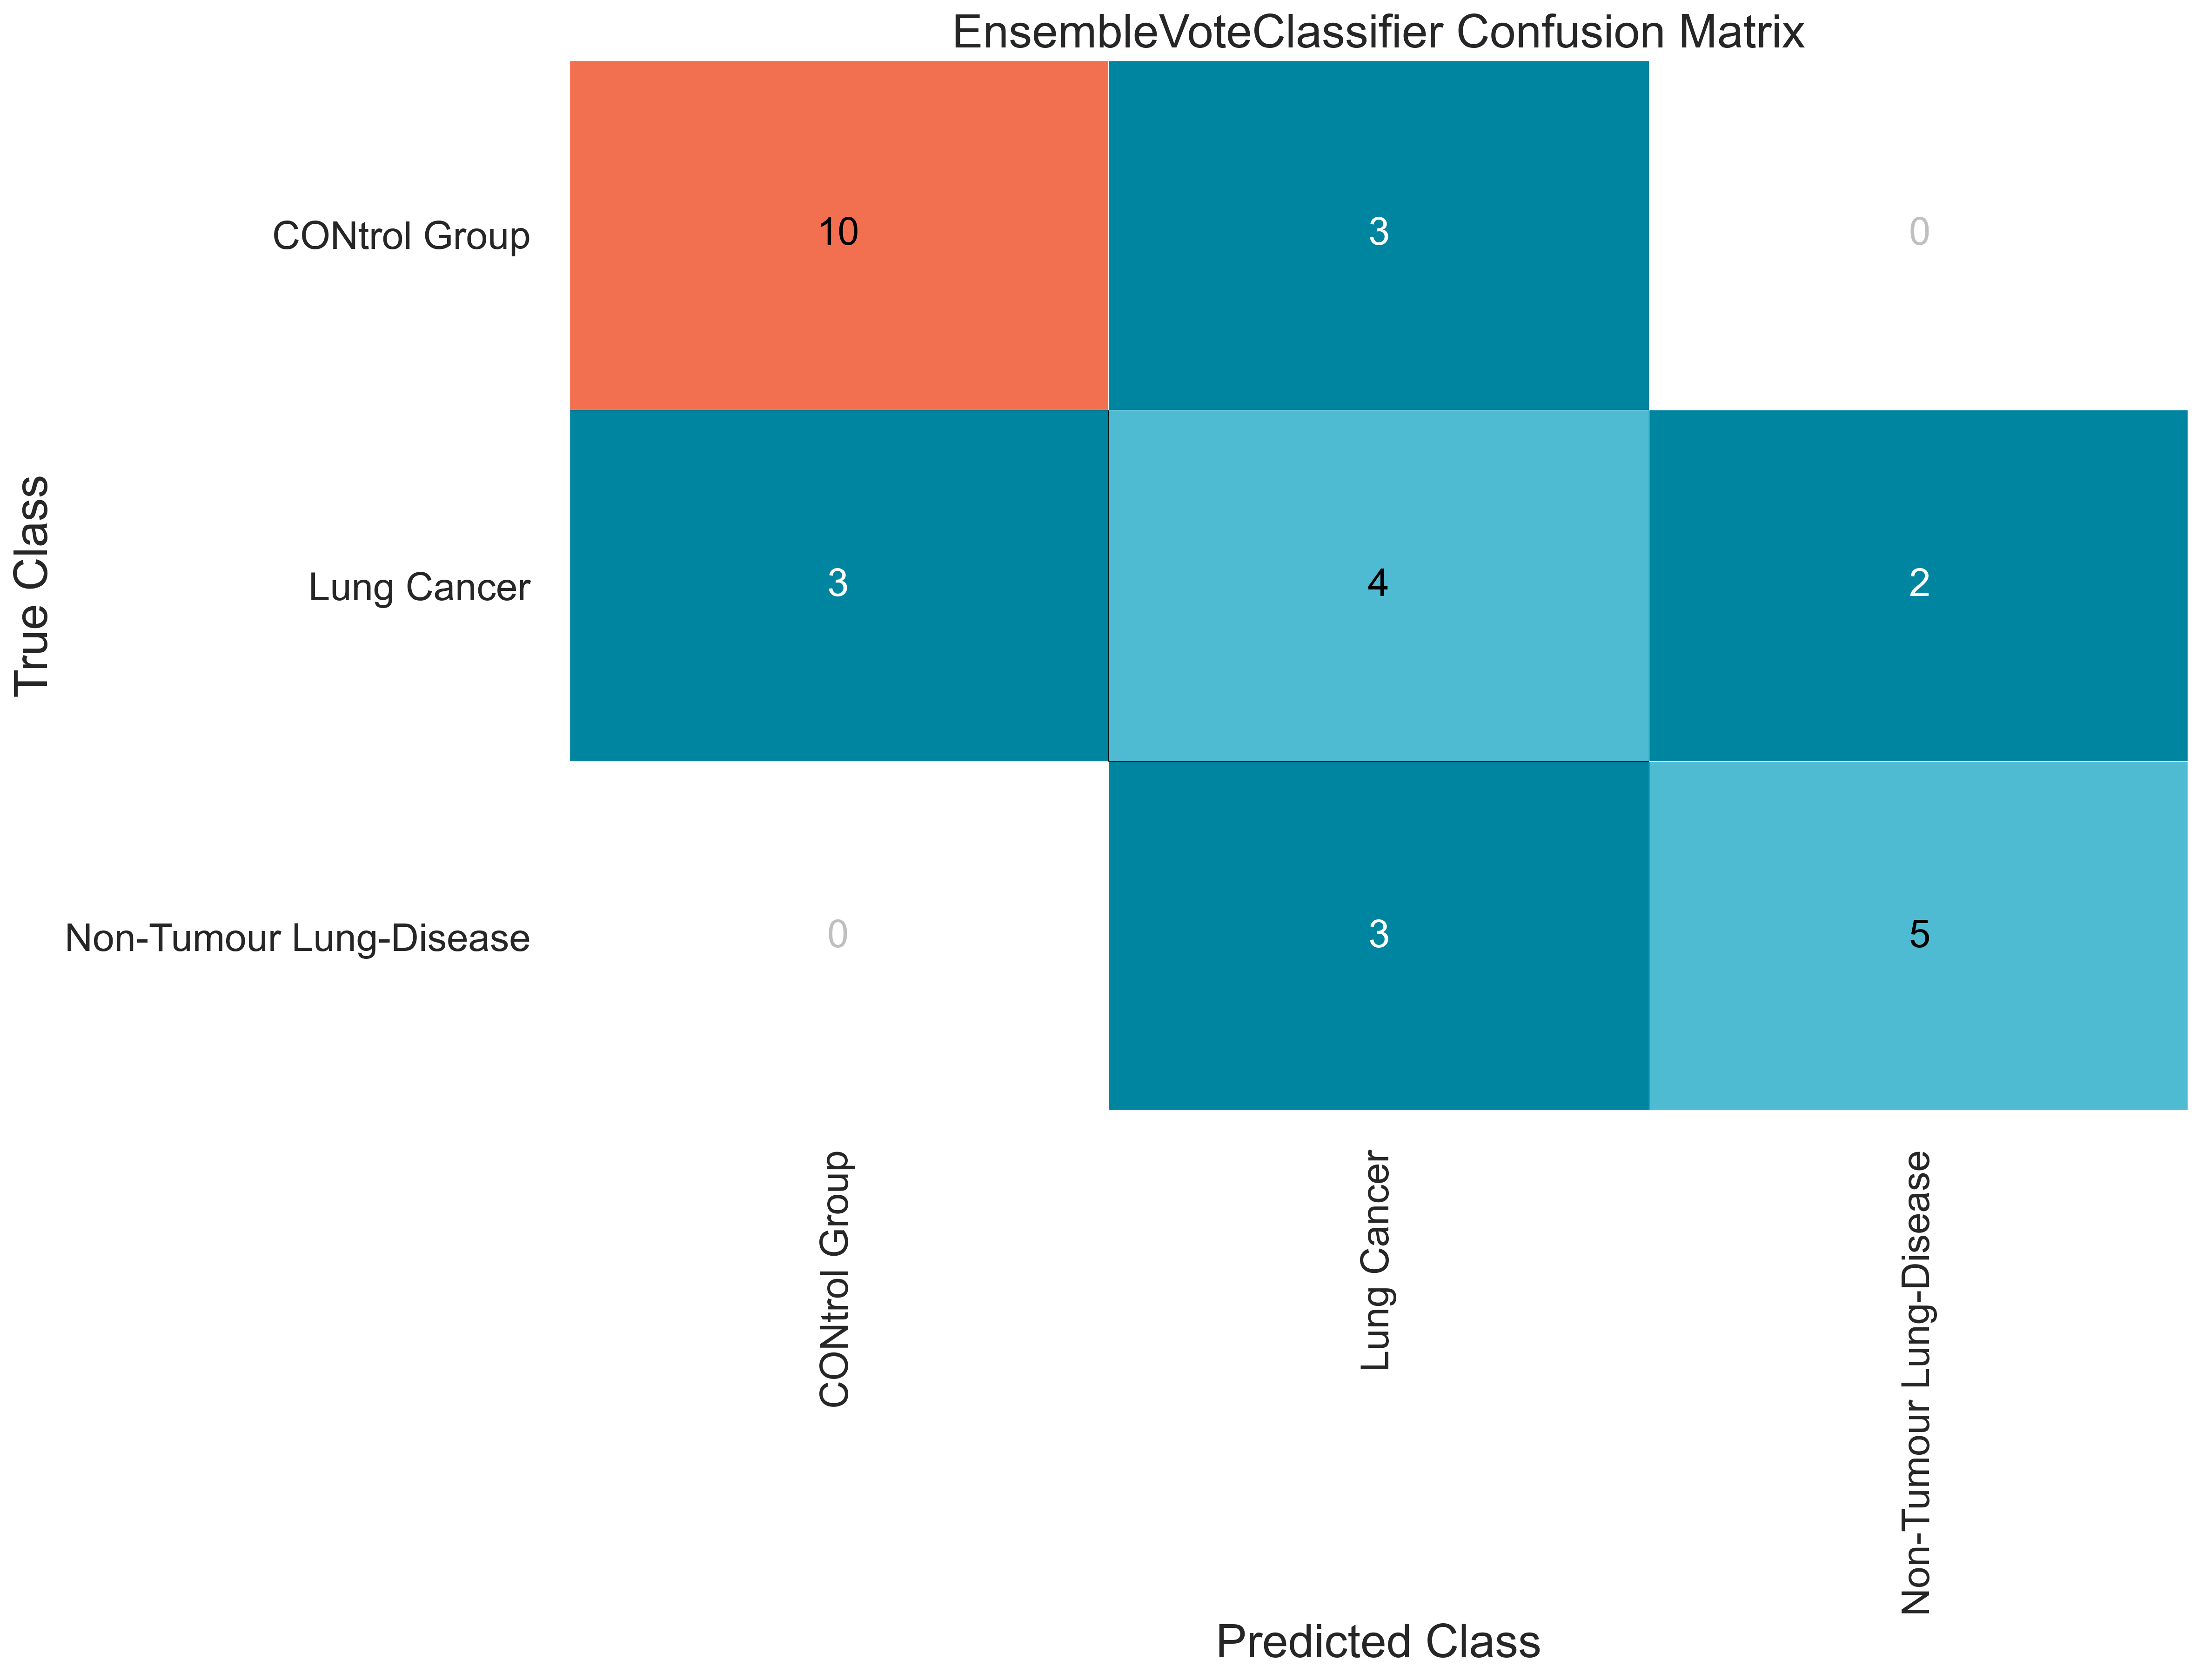 EnsembleVoteClassifier Confusion Matrix
True Class
CONtrol Group
10
3
0
Lung Cancer
3
4
2
Non-Tumour Lung-Disease
0
3
5
CONtrol Group
Lung Cancer
Non-Tumour Lung-Disease
Predicted Class